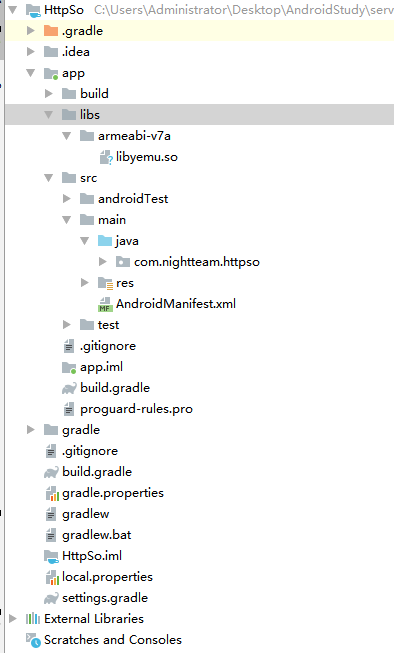 HttpSo C:\Users\Administrator\Desktop\AndroidStudy\serv
.gradle
.idea
app
build
libs
armeabi-v7a
libyemu.so
src
androidTest
main
java
com.nightteam.httpso
res
AndroidManifest.xml
test
.gitignore
app.iml
build.gradle
proguard-rules.pro
gradle
.gitignore
build.gradle
gradle.properties
gradlew
gradlew.bat
HttpSo.iml
local.properties
settings.gradle
External Libraries
Scratches and Consoles